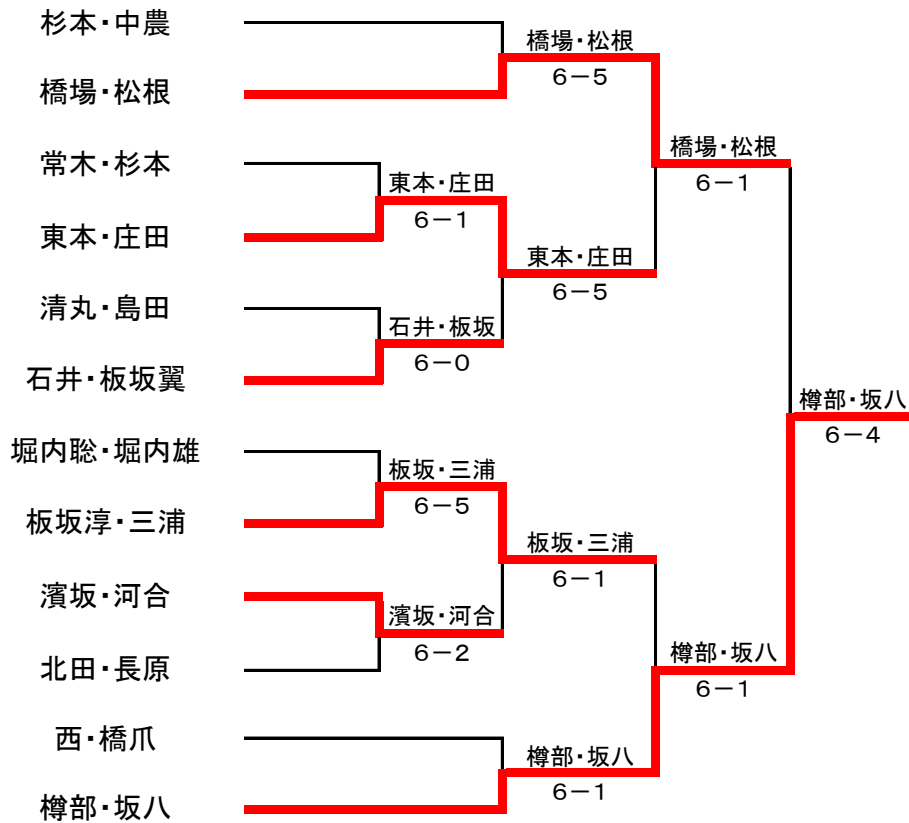 杉本・中農
橋場・松根
6－5
橋場・松根
常木・杉本
橋場・松根
6－1
東本・庄田
6－1
東本・庄田
東本・庄田
6－5
清丸・島田
石井・板坂
6－0
石井・板坂翼
樽部・坂八
6－4
堀内聡・堀内雄
板坂・三浦
6－5
板坂淳・三浦
板坂・三浦
6－1
濱坂・河合
濱坂・河合
6－2
北田・長原
樽部・坂八
6－1
西・橋爪
樽部・坂八
6－1
樽部・坂八